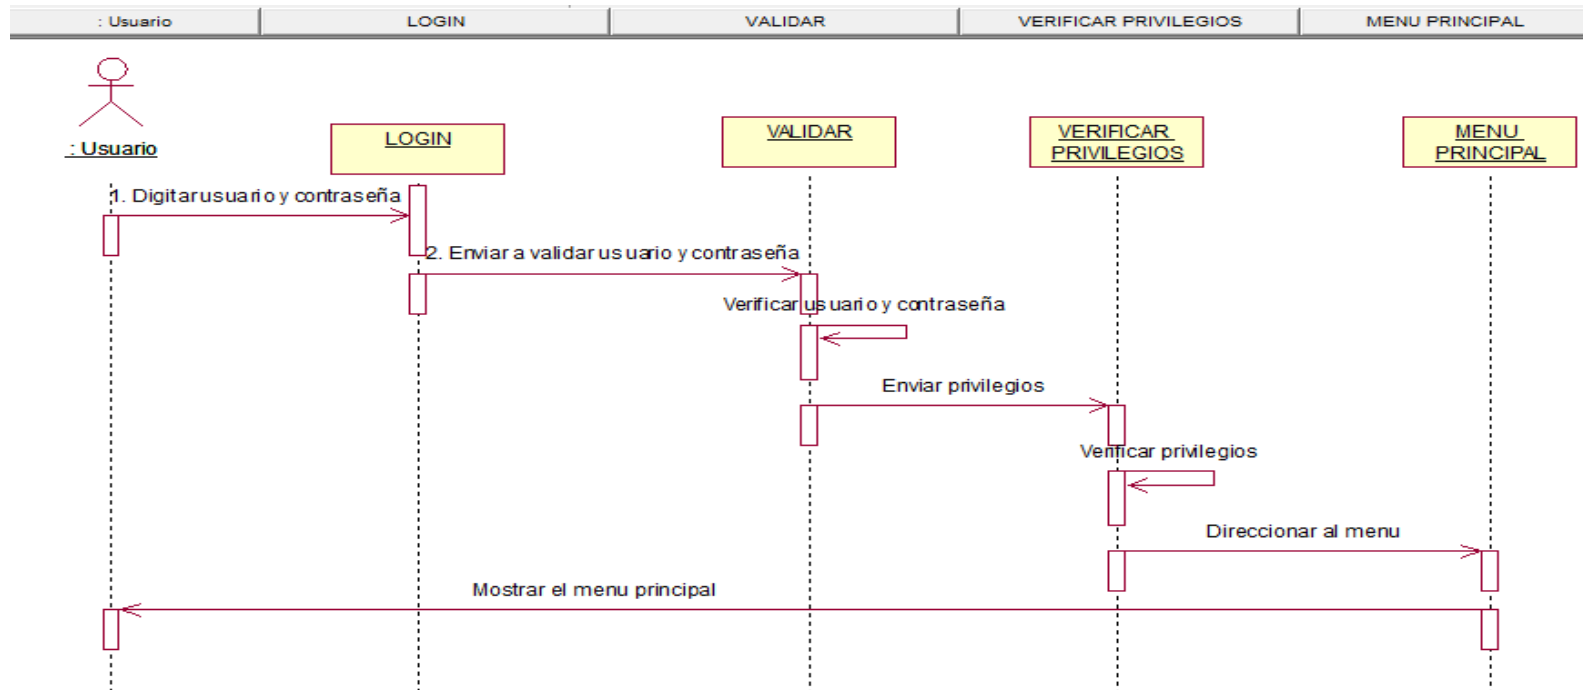 : Usuario
LOGIN
VALIDAR
VERIFICAR PRIVILEGIOS
MENU PRINCIPAL
: Usuario
LOGIN
VALIDAR
VERIFICAR
PRIVILEGIOS
MENU
PRINCIPAL
1. Digitar usuario y contraseña
2. Enviar a validar usuario y contraseña
Verificar usuario y contraseña
Enviar privilegios
Verificar privilegios
Direccionar al menu
Mostrar el menu principal